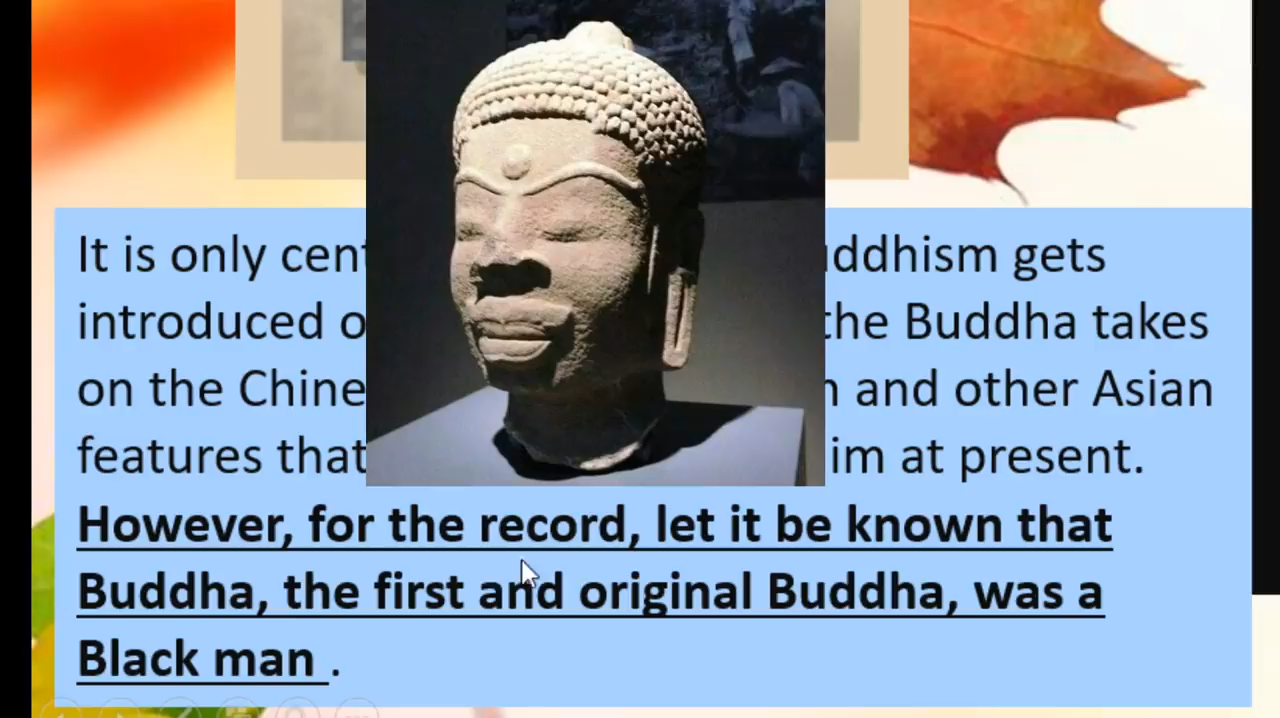 It is only cent uddhism gets
introduced o the Buddha takes
on the Chine n and other Asian
features that im at present.
However, for the record, let it be known that
Buddha, the first and original Buddha, was a
Black man .